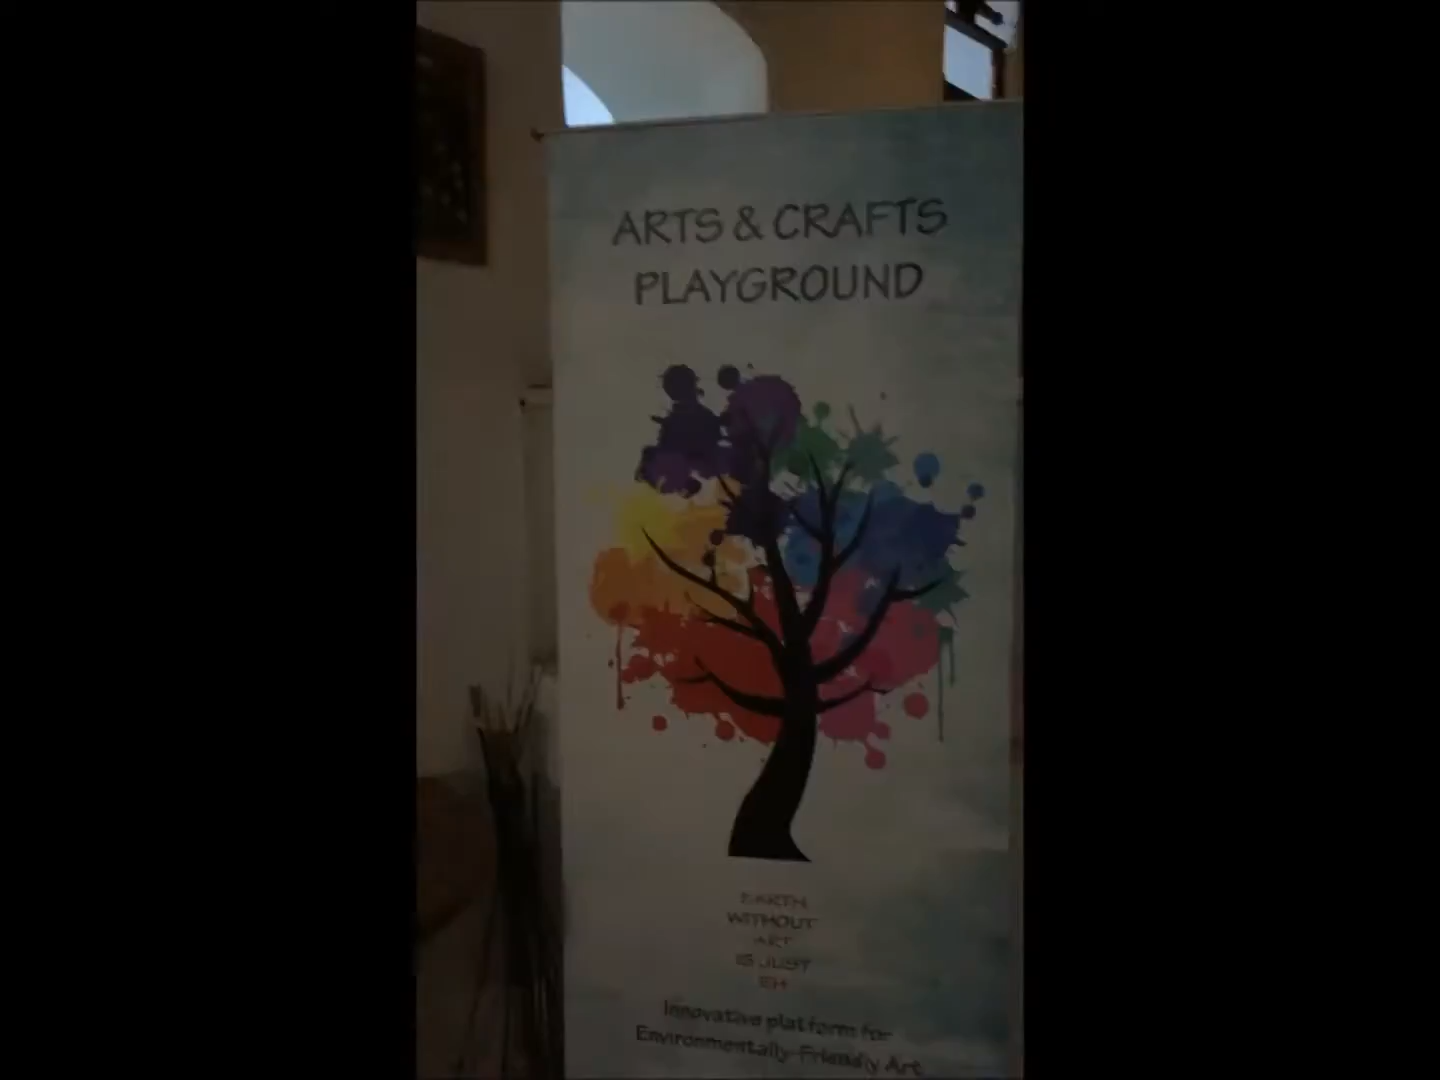 ARTS & CRAFTS
PLAYGROUND
EARTH
WITHOUT
ART
IS JUST
EH
Innovative platform for
Environmentally-Friendly Art